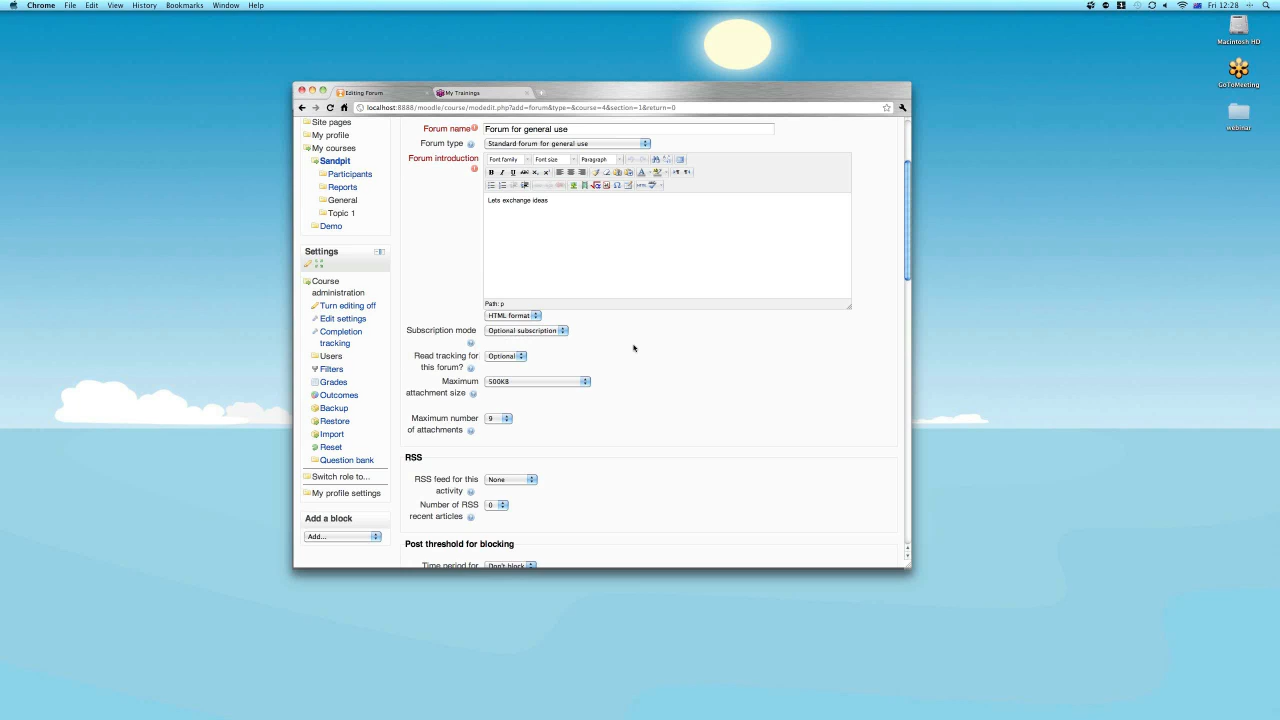 Chrome File Edit View History Bookmarks Window Help
Fri 12:28
Macintosh HD
GoToMeeting
webinar
Editing Forum
My Trainings
localhost:8888/moodle/course/modedit.php?add=forum&type=&course=4&section=1&return=0
Site pages
My profile
My courses
Sandpit
Participants
Reports
General
Topic 1
Demo
Settings
Course
administration
Turn editing off
Edit settings
Completion
tracking
Users
Filters
Grades
Outcomes
Backup
Restore
Import
Reset
Question bank
Switch role to...
My profile settings
Add a block
Add...
Forum name
Forum for general use
Forum type
Standard forum for general use
Forum introduction
Font family Font size Paragraph
Lets exchange ideas
Path: p
HTML format
Subscription mode
Optional subscription
Read tracking for
this forum?
Optional
Maximum
attachment size
500KB
Maximum number
of attachments
9
RSS
RSS feed for this
activity
None
Number of RSS
recent articles
0
Post threshold for blocking
Time period for
Don't block